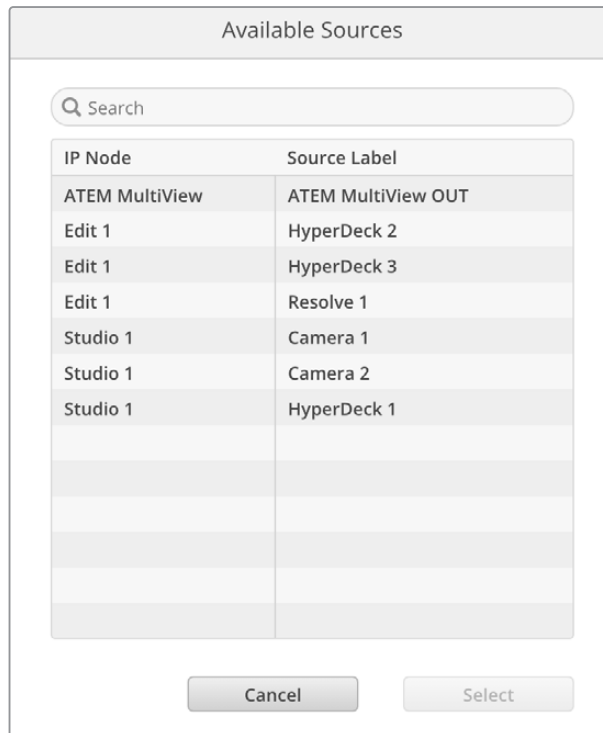 Available Sources
Search
IP Node Source Label
ATEM MultiView ATEM MultiView OUT
Edit 1 HyperDeck 2
Edit 1 HyperDeck 3
Edit 1 Resolve 1
Studio 1 Camera 1
Studio 1 Camera 2
Studio 1 HyperDeck 1
Cancel Select